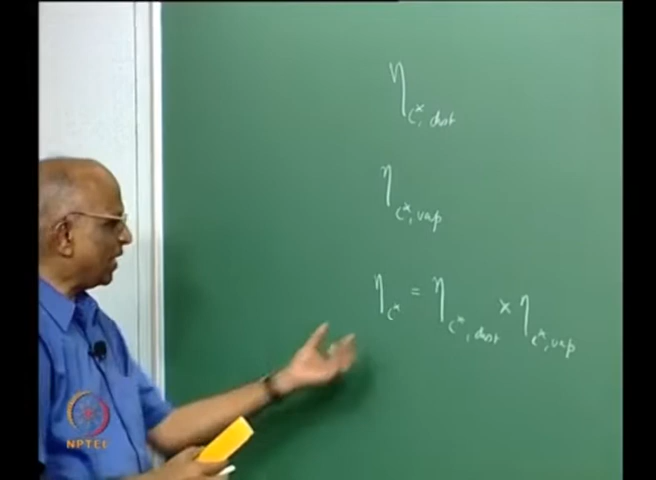 η_{c*, dist}
η_{c*, vap}
η_{c*} = η_{c*, dist} × η_{c*, vap}
NPTEL